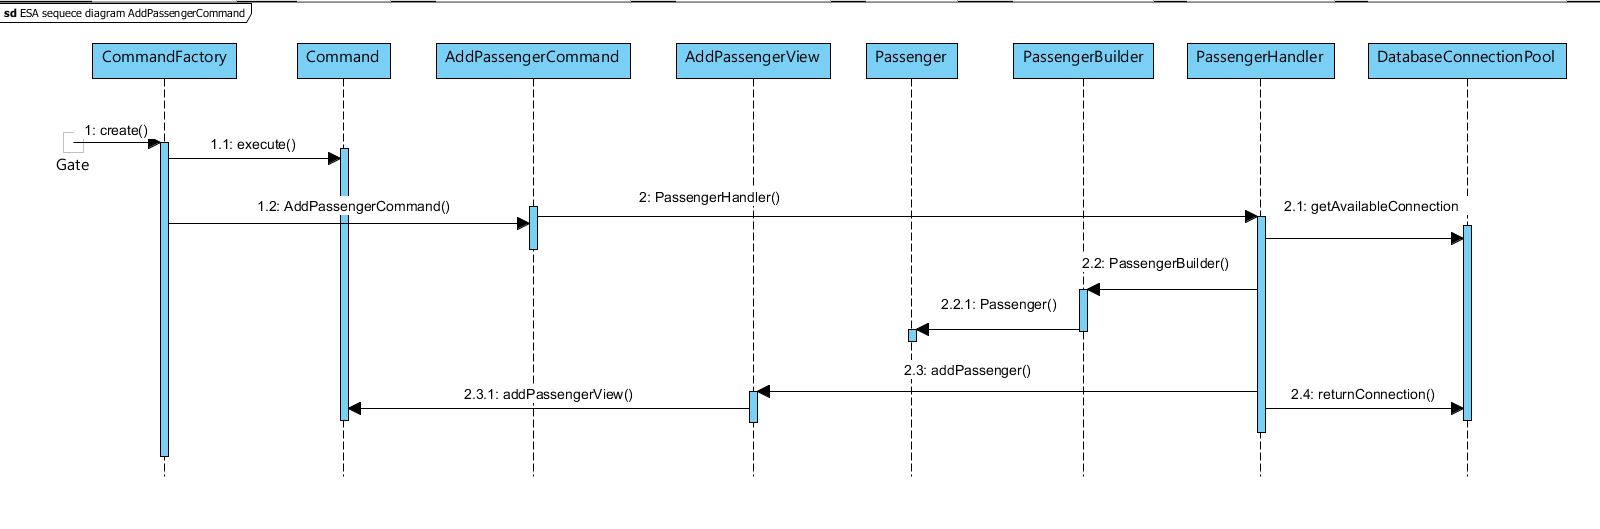 sd ESA sequece diagram AddPassengerCommand
CommandFactory
Command
AddPassengerCommand
AddPassengerView
Passenger
PassengerBuilder
PassengerHandler
DatabaseConnectionPool
1: create()
Gate
1.1: execute()
1.2: AddPassengerCommand()
2: PassengerHandler()
2.1: getAvailableConnection
2.2: PassengerBuilder()
2.2.1: Passenger()
2.3: addPassenger()
2.3.1: addPassengerView()
2.4: returnConnection()